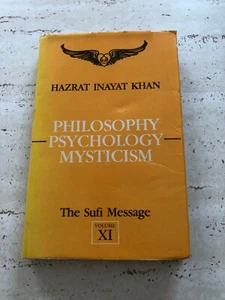 HAZRAT INAYAT KHAN
PHILOSOPHY
PSYCHOLOGY
MYSTICISM
The Sufi Message
VOLUME
XI